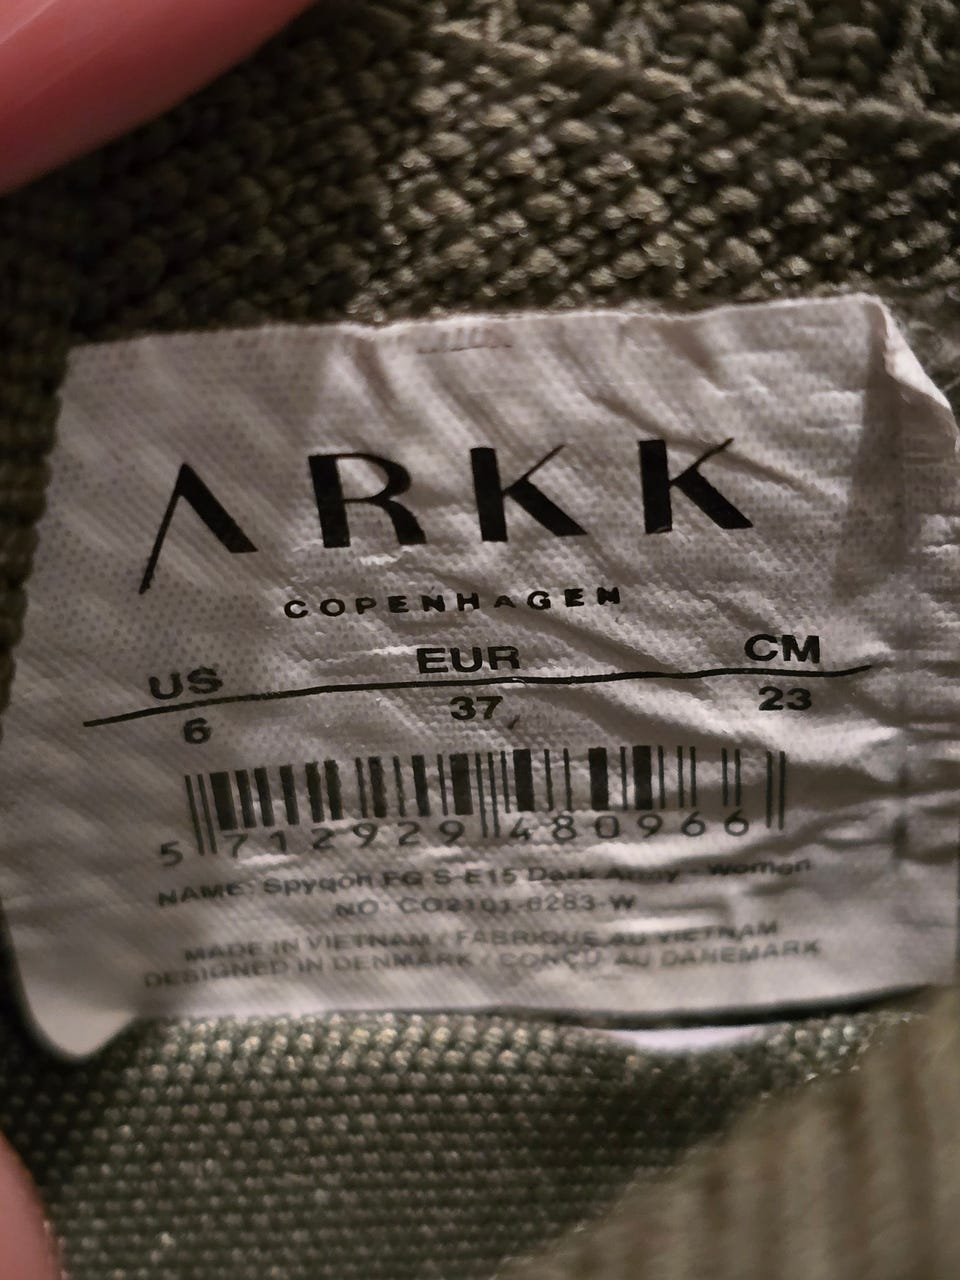 ARKK
COPENHAGEN
US EUR CM
6 37 23
5 712929 480966
NAME: Spyqon FG S-E15 Dark Army - Women
NO: CO2101-8283-W
MADE IN VIETNAM / FABRIQUE AU VIETNAM
DESIGNED IN DENMARK / CONÇU AU DANEMARK